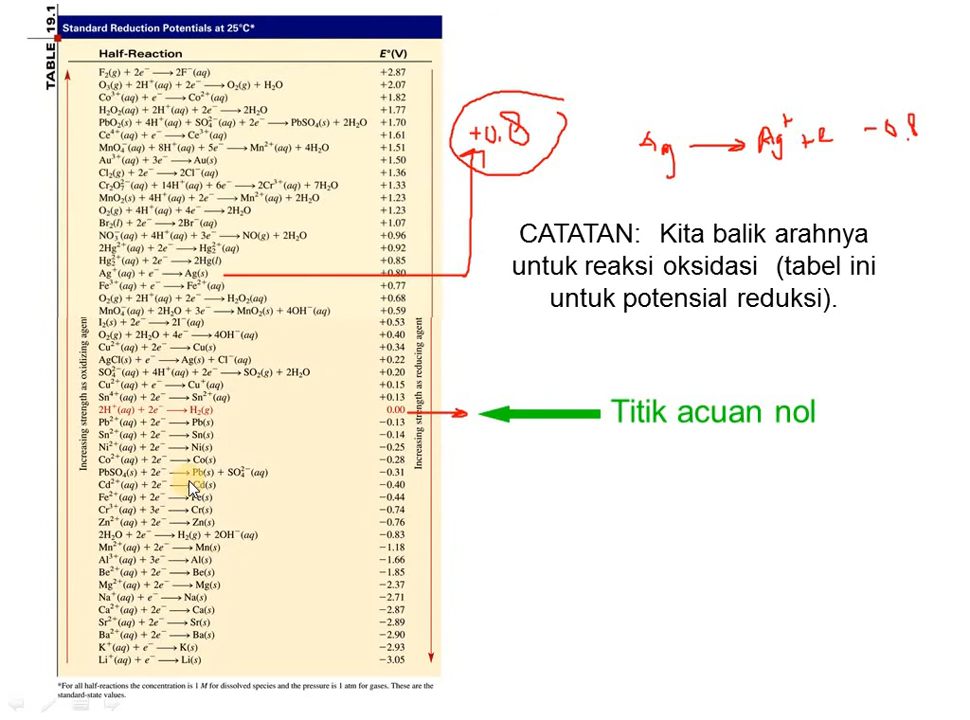 TABLE 19.1
Standard Reduction Potentials at 25°C*
Half-Reaction E°(V)
F₂(g) + 2e⁻ ⟶ 2F⁻(aq) +2.87
O₃(g) + 2H⁺(aq) + 2e⁻ ⟶ O₂(g) + H₂O +2.07
Co³⁺(aq) + e⁻ ⟶ Co²⁺(aq) +1.82
H₂O₂(aq) + 2H⁺(aq) + 2e⁻ ⟶ 2H₂O +1.77
PbO₂(s) + 4H⁺(aq) + SO₄²⁻(aq) + 2e⁻ ⟶ PbSO₄(s) + 2H₂O +1.70
Ce⁴⁺(aq) + e⁻ ⟶ Ce³⁺(aq) +1.61
MnO₄⁻(aq) + 8H⁺(aq) + 5e⁻ ⟶ Mn²⁺(aq) + 4H₂O +1.51
Au³⁺(aq) + 3e⁻ ⟶ Au(s) +1.50
Cl₂(g) + 2e⁻ ⟶ 2Cl⁻(aq) +1.36
Cr₂O₇²⁻(aq) + 14H⁺(aq) + 6e⁻ ⟶ 2Cr³⁺(aq) + 7H₂O +1.33
MnO₂(s) + 4H⁺(aq) + 2e⁻ ⟶ Mn²⁺(aq) + 2H₂O +1.23
O₂(g) + 4H⁺(aq) + 4e⁻ ⟶ 2H₂O +1.23
Br₂(l) + 2e⁻ ⟶ 2Br⁻(aq) +1.07
NO₃⁻(aq) + 4H⁺(aq) + 3e⁻ ⟶ NO(g) + 2H₂O +0.96
2Hg²⁺(aq) + 2e⁻ ⟶ Hg₂²⁺(aq) +0.92
Hg₂²⁺(aq) + 2e⁻ ⟶ 2Hg(l) +0.85
Ag⁺(aq) + e⁻ ⟶ Ag(s) +0.80
Fe³⁺(aq) + e⁻ ⟶ Fe²⁺(aq) +0.77
O₂(g) + 2H⁺(aq) + 2e⁻ ⟶ H₂O₂(aq) +0.68
MnO₄⁻(aq) + 2H₂O + 3e⁻ ⟶ MnO₂(s) + 4OH⁻(aq) +0.59
I₂(s) + 2e⁻ ⟶ 2I⁻(aq) +0.53
O₂(g) + 2H₂O + 4e⁻ ⟶ 4OH⁻(aq) +0.40
Cu²⁺(aq) + 2e⁻ ⟶ Cu(s) +0.34
AgCl(s) + e⁻ ⟶ Ag(s) + Cl⁻(aq) +0.22
SO₄²⁻(aq) + 4H⁺(aq) + 2e⁻ ⟶ SO₂(g) + 2H₂O +0.20
Cu²⁺(aq) + e⁻ ⟶ Cu⁺(aq) +0.15
Sn⁴⁺(aq) + 2e⁻ ⟶ Sn²⁺(aq) +0.13
2H⁺(aq) + 2e⁻ ⟶ H₂(g) 0.00
Pb²⁺(aq) + 2e⁻ ⟶ Pb(s) −0.13
Sn²⁺(aq) + 2e⁻ ⟶ Sn(s) −0.14
Ni²⁺(aq) + 2e⁻ ⟶ Ni(s) −0.25
Co²⁺(aq) + 2e⁻ ⟶ Co(s) −0.28
PbSO₄(s) + 2e⁻ ⟶ Pb(s) + SO₄²⁻(aq) −0.31
Cd²⁺(aq) + 2e⁻ ⟶ Cd(s) −0.40
Fe²⁺(aq) + 2e⁻ ⟶ Fe(s) −0.44
Cr³⁺(aq) + 3e⁻ ⟶ Cr(s) −0.74
Zn²⁺(aq) + 2e⁻ ⟶ Zn(s) −0.76
2H₂O + 2e⁻ ⟶ H₂(g) + 2OH⁻(aq) −0.83
Mn²⁺(aq) + 2e⁻ ⟶ Mn(s) −1.18
Al³⁺(aq) + 3e⁻ ⟶ Al(s) −1.66
Be²⁺(aq) + 2e⁻ ⟶ Be(s) −1.85
Mg²⁺(aq) + 2e⁻ ⟶ Mg(s) −2.37
Na⁺(aq) + e⁻ ⟶ Na(s) −2.71
Ca²⁺(aq) + 2e⁻ ⟶ Ca(s) −2.87
Sr²⁺(aq) + 2e⁻ ⟶ Sr(s) −2.89
Ba²⁺(aq) + 2e⁻ ⟶ Ba(s) −2.90
K⁺(aq) + e⁻ ⟶ K(s) −2.93
Li⁺(aq) + e⁻ ⟶ Li(s) −3.05
Increasing strength as oxidizing agent
Increasing strength as reducing agent
*For all half-reactions the concentration is 1 M for dissolved species and the pressure is 1 atm for gases. These are the
standard-state values.
+0.8
Ag ⟶ Ag⁺ + e −0.8
CATATAN: Kita balik arahnya
untuk reaksi oksidasi (tabel ini
untuk potensial reduksi).
Titik acuan nol